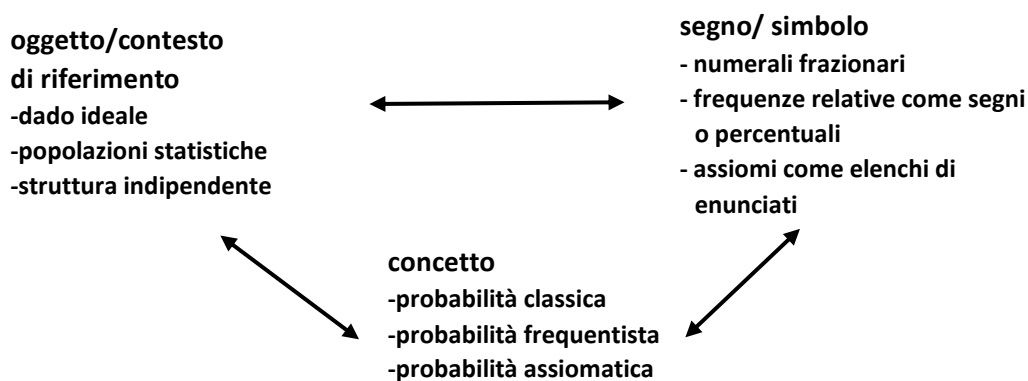 oggetto/contesto
di riferimento
-dado ideale
-popolazioni statistiche
-struttura indipendente
segno/ simbolo
- numerali frazionari
- frequenze relative come segni
o percentuali
- assiomi come elenchi di
enunciati
concetto
-probabilità classica
-probabilità frequentista
-probabilità assiomatica